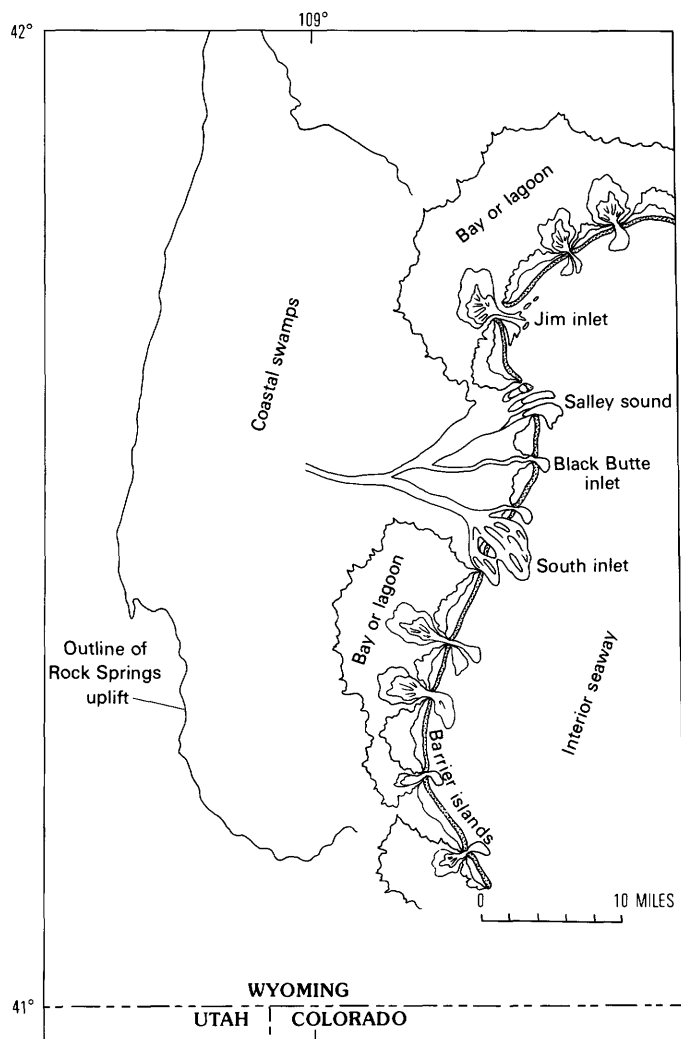 109°
42°
Bay or lagoon
Jim inlet
Coastal swamps
Salley sound
Black Butte
inlet
South inlet
Bay or lagoon
Outline of
Rock Springs
uplift
Interior seaway
Barrier islands
0 10 MILES
WYOMING
41°
UTAH COLORADO